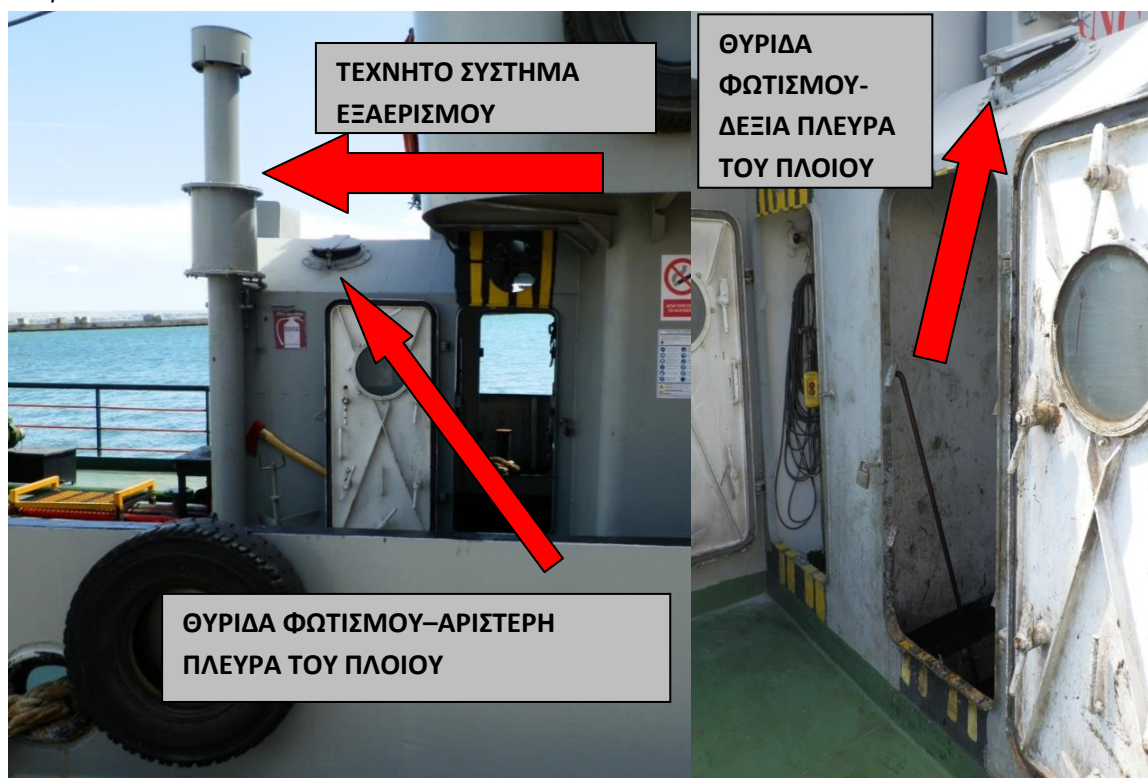 ΤΕΧΝΗΤΟ ΣΥΣΤΗΜΑ
ΕΞΑΕΡΙΣΜΟΥ
ΘΥΡΙΔΑ
ΦΩΤΙΣΜΟΥ-
ΔΕΞΙΑ ΠΛΕΥΡΑ
ΤΟΥ ΠΛΟΙΟΥ
ΘΥΡΙΔΑ ΦΩΤΙΣΜΟΥ–ΑΡΙΣΤΕΡΗ
ΠΛΕΥΡΑ ΤΟΥ ΠΛΟΙΟΥ